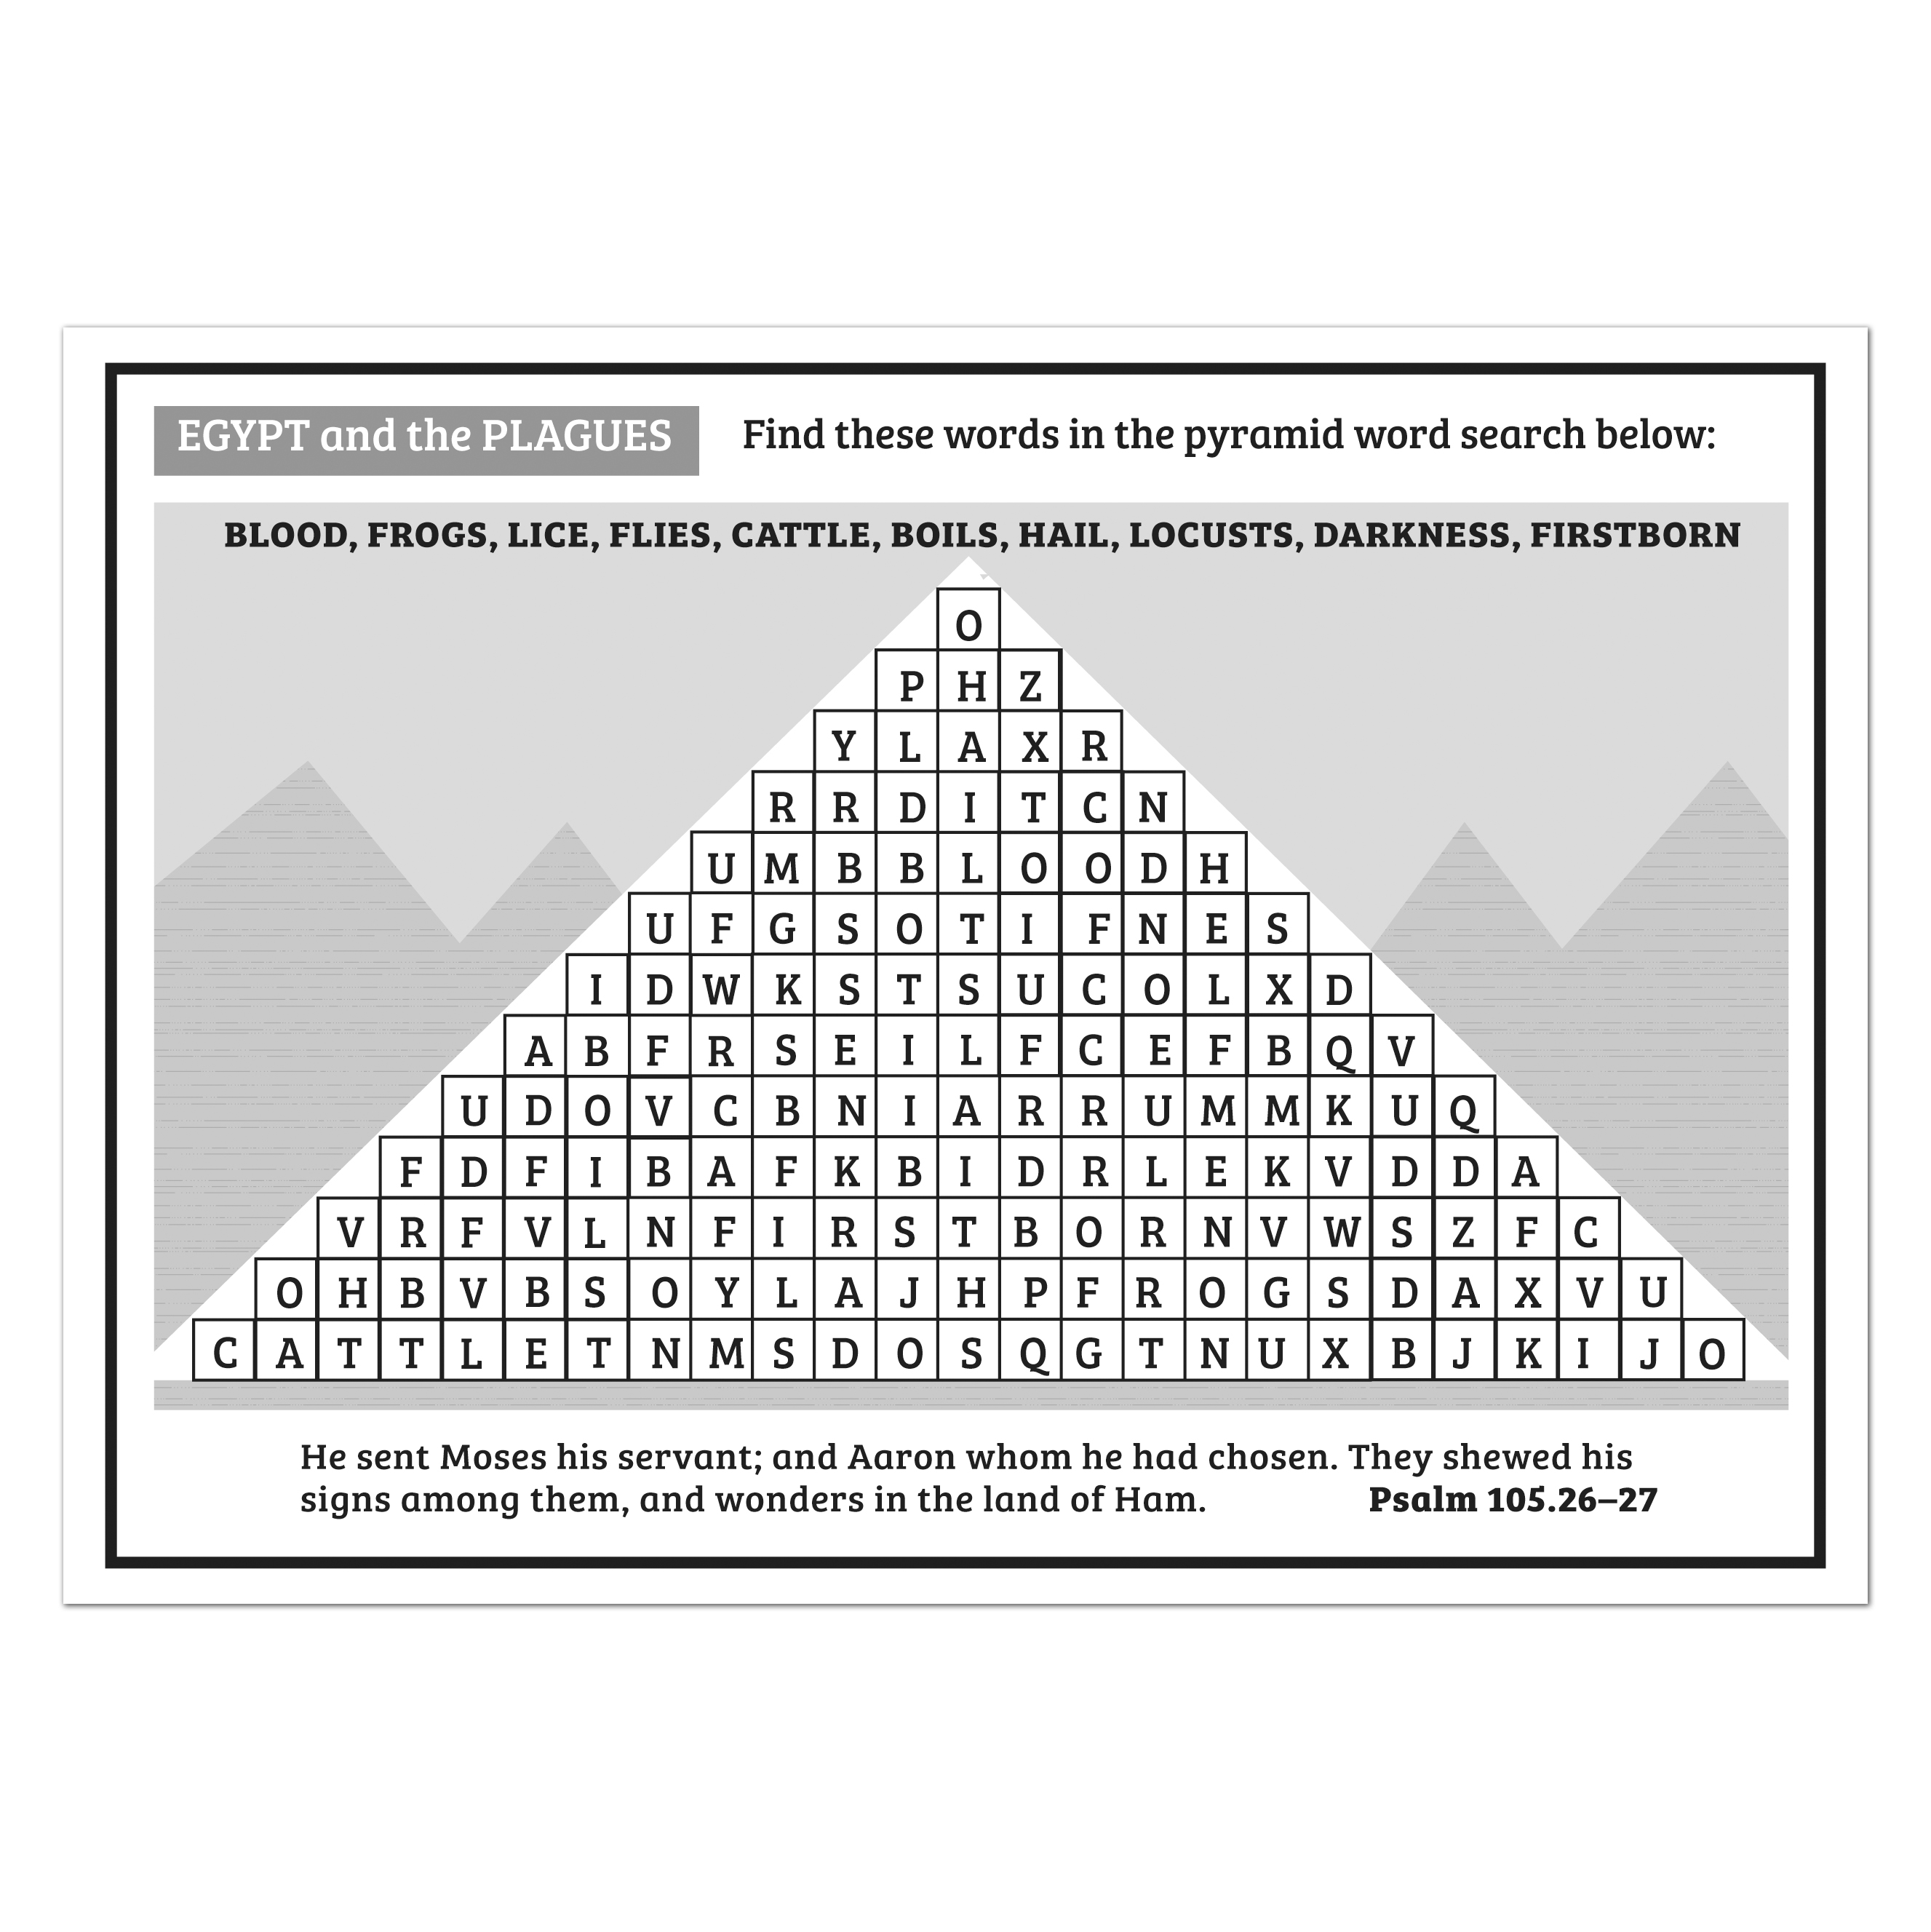 EGYPT and the PLAGUES Find these words in the pyramid word search below:
BLOOD, FROGS, LICE, FLIES, CATTLE, BOILS, HAIL, LOCUSTS, DARKNESS, FIRSTBORN
O
P H Z
Y L A X R
R R D I T C N
U M B B L O O D H
U F G S O T I F N E S
I D W K S T S U C O L X D
A B F R S E I L F C E F B Q V
U D O V C B N I A R R U M M K U Q
F D F I B A F K B I D R L E K V D D A
V R F V L N F I R S T B O R N V W S Z F C
O H B V B S O Y L A J H P F R O G S D A X V U
C A T T L E T N M S D O S Q G T N U X B J K I J O
He sent Moses his servant; and Aaron whom he had chosen. They shewed his
signs among them, and wonders in the land of Ham. Psalm 105.26–27